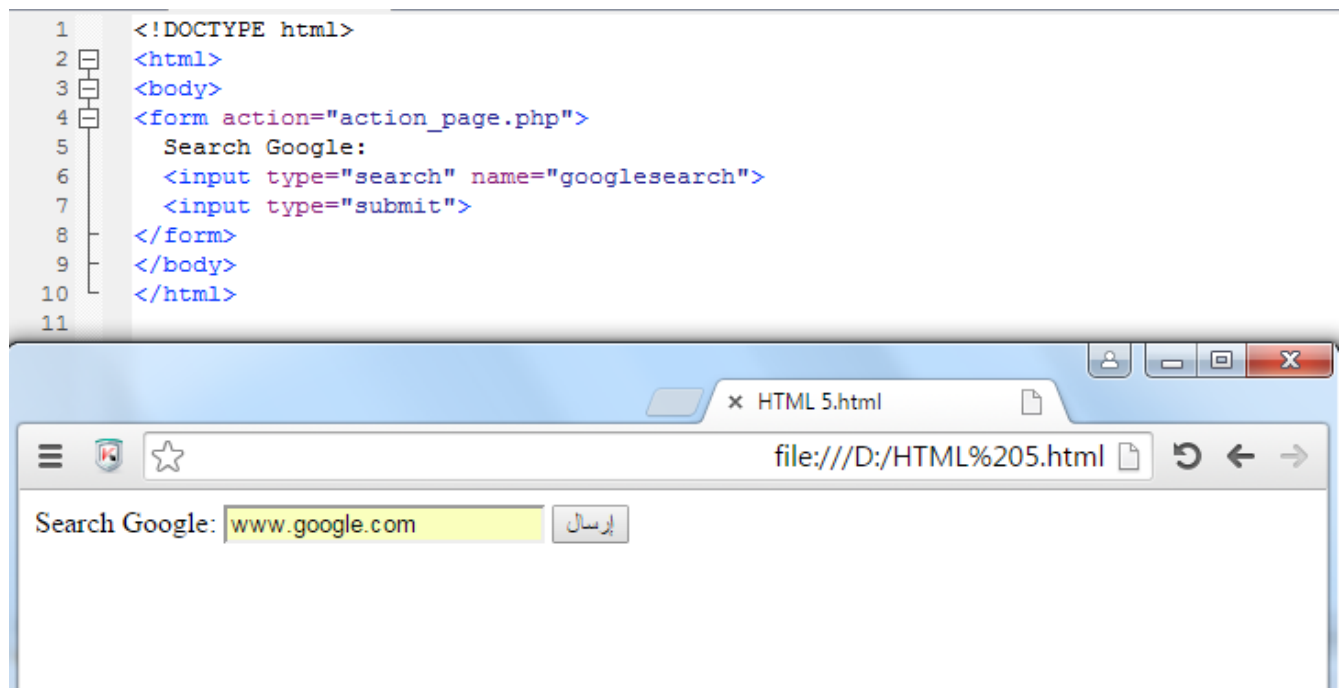 1 <!DOCTYPE html>
2 <html>
3 <body>
4 <form action="action_page.php">
5 Search Google:
6 <input type="search" name="googlesearch">
7 <input type="submit">
8 </form>
9 </body>
10 </html>
11
HTML 5.html
file:///D:/HTML%205.html
Search Google: www.google.com إرسال